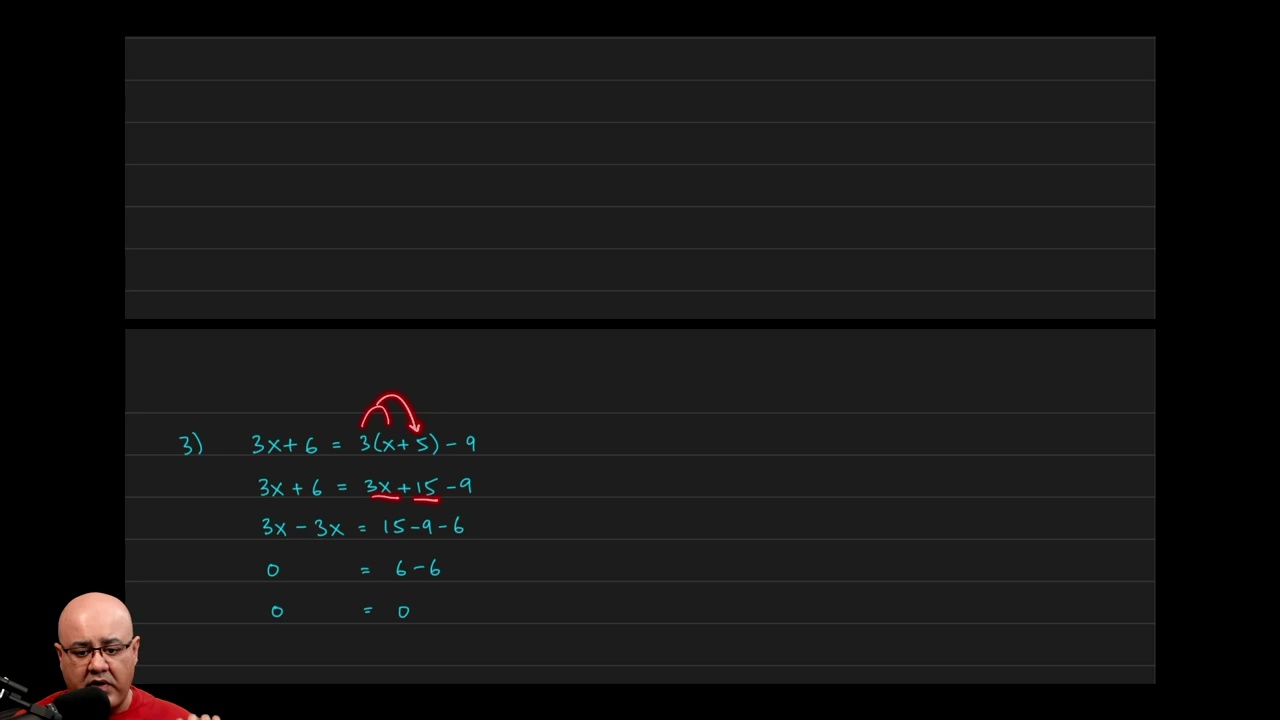 3) 3x + 6 = 3(x + 5) - 9
3x + 6 = 3x + 15 - 9
3x - 3x = 15 - 9 - 6
0 = 6 - 6
0 = 0